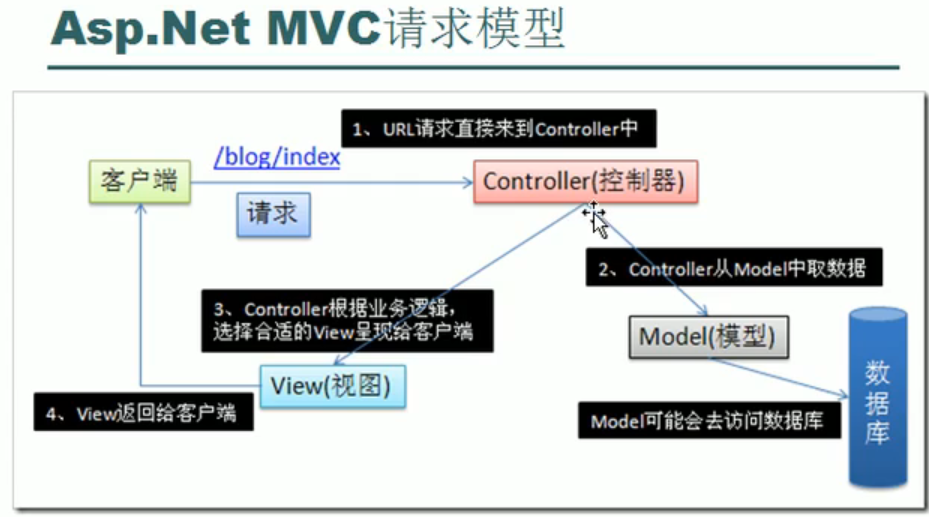 Asp.Net MVC请求模型
1、URL请求直接来到Controller中
/blog/index
客户端
Controller(控制器)
请求
2、Controller从Model中取数据
3、Controller根据业务逻辑，
选择合适的View呈现给客户端
Model(模型)
View(视图)
数
据
库
4、View返回给客户端
Model可能会去访问数据库